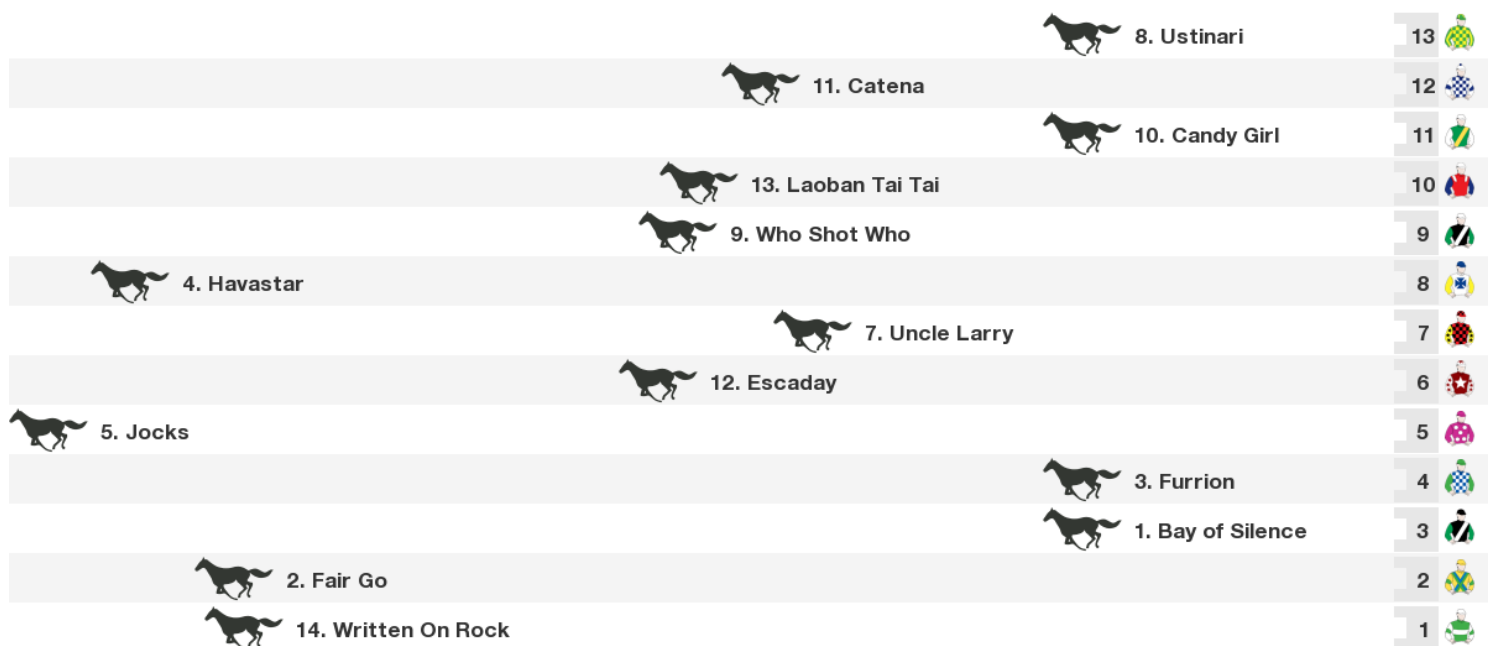 8. Ustinari 13
11. Catena 12
10. Candy Girl 11
13. Laoban Tai Tai 10
9. Who Shot Who 9
4. Havastar 8
7. Uncle Larry 7
12. Escaday 6
5. Jocks 5
3. Furrion 4
1. Bay of Silence 3
2. Fair Go 2
14. Written On Rock 1